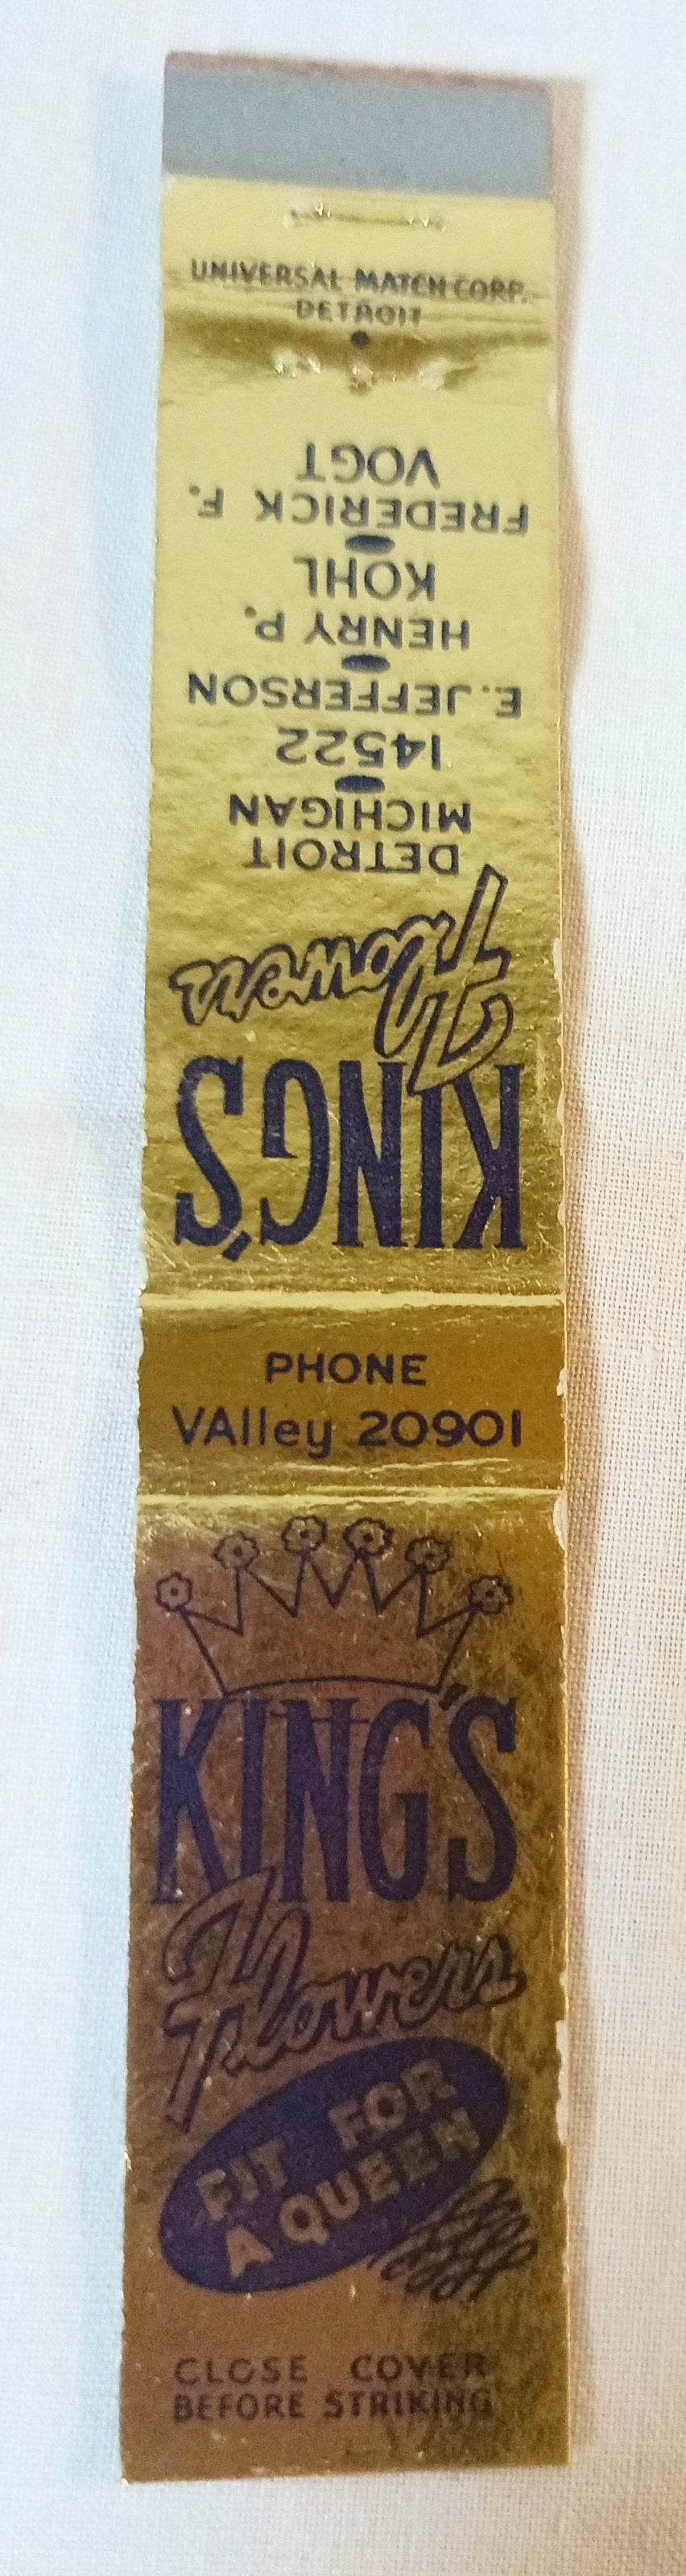 UNIVERSAL MATCH CORP.
DETROIT
KING'S
Flowers
DETROIT
MICHIGAN
14522
E. JEFFERSON
HENRY P.
KOHL
FREDERICK F.
VOGT
PHONE
VAlley 20901
KING'S
Flowers
FIT FOR
A QUEEN
CLOSE COVER
BEFORE STRIKING